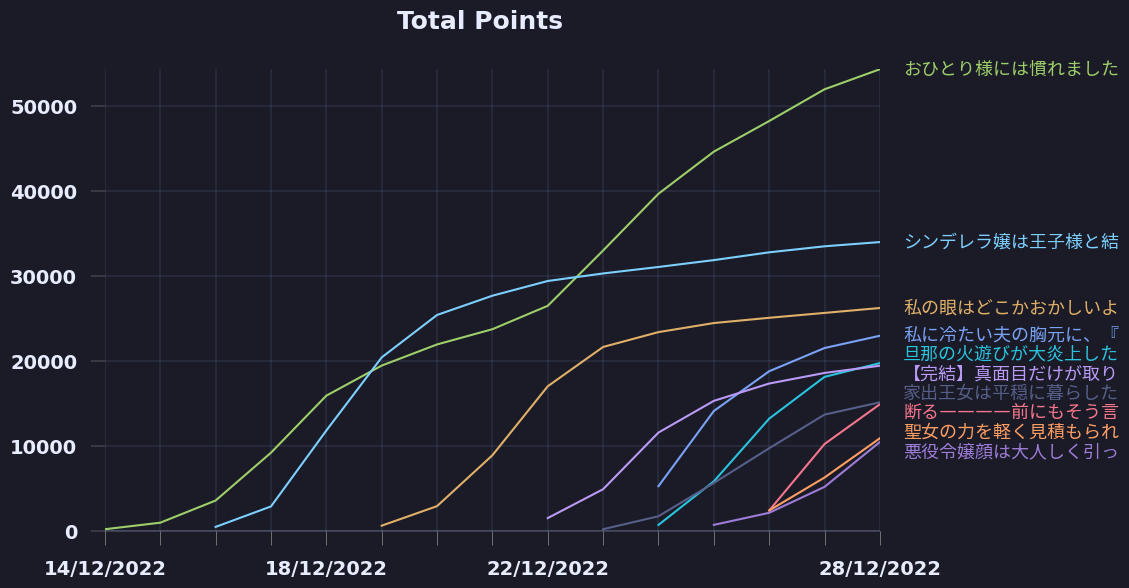 Total Points
50000
40000
30000
20000
10000
0
14/12/2022
18/12/2022
22/12/2022
28/12/2022
おひとり様には慣れました
シンデレラ嬢は王子様と結
私の眼はどこかおかしいよ
私に冷たい夫の胸元に、『
旦那の火遊びが大炎上した
【完結】真面目だけが取り
家出王女は平穏に暮らした
断る————前にもそう言
聖女の力を軽く見積もられ
悪役令嬢顔は大人しく引っ